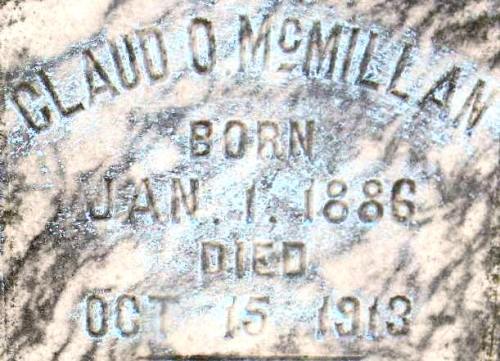 CLAUD O. McMILLAN
BORN
JAN. 1, 1886
DIED
OCT 15 1913